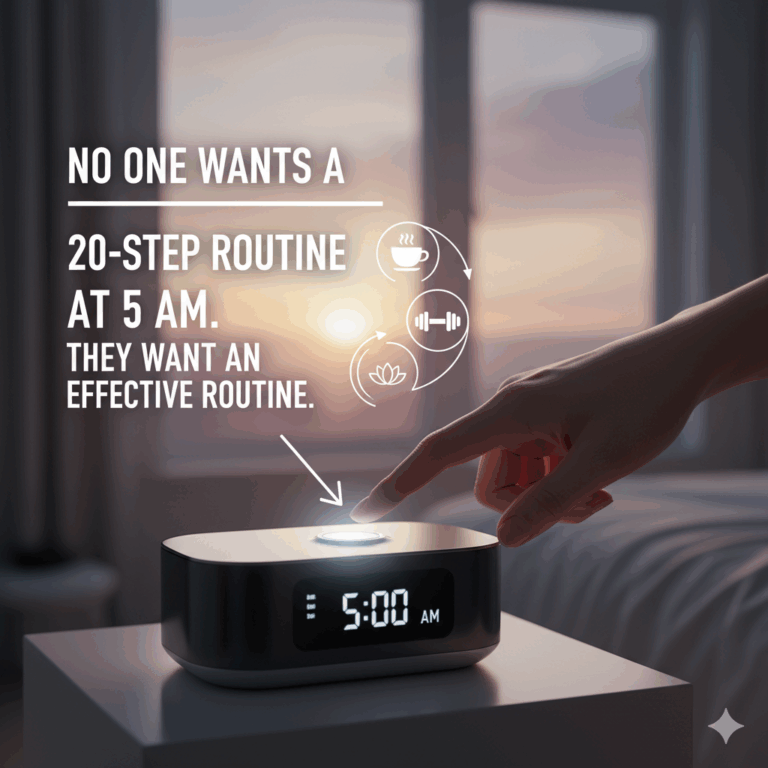 NO ONE WANTS A
20-STEP ROUTINE
AT 5 AM.
THEY WANT AN
EFFECTIVE ROUTINE.
5:00 AM